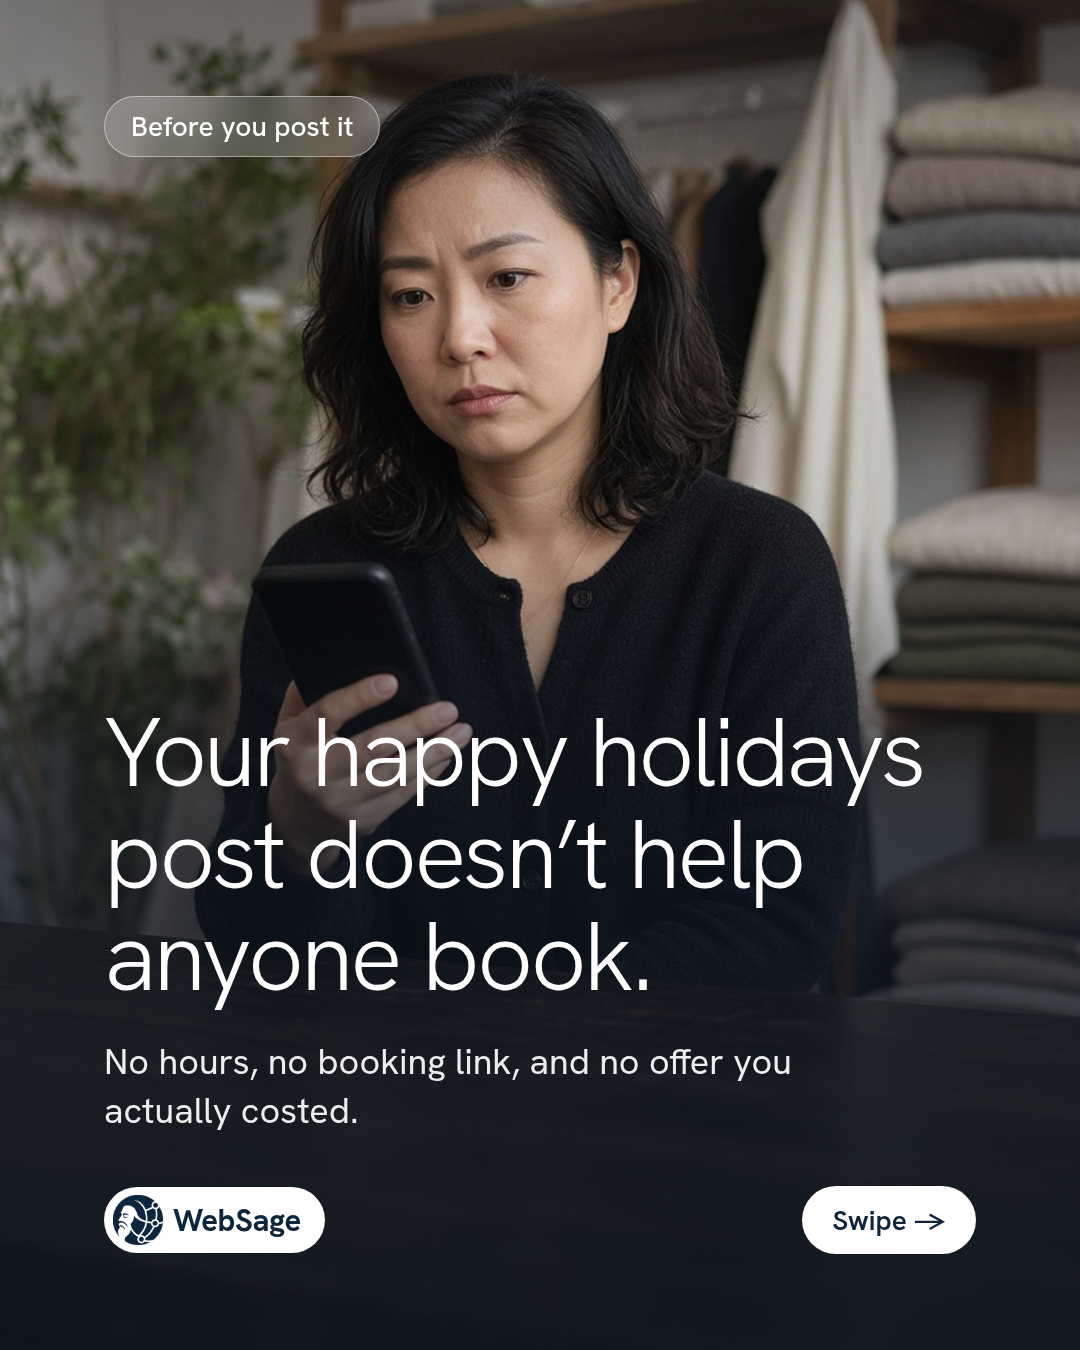 Before you post it
Your happy holidays
post doesn’t help
anyone book.
No hours, no booking link, and no offer you
actually costed.
WebSage
Swipe →